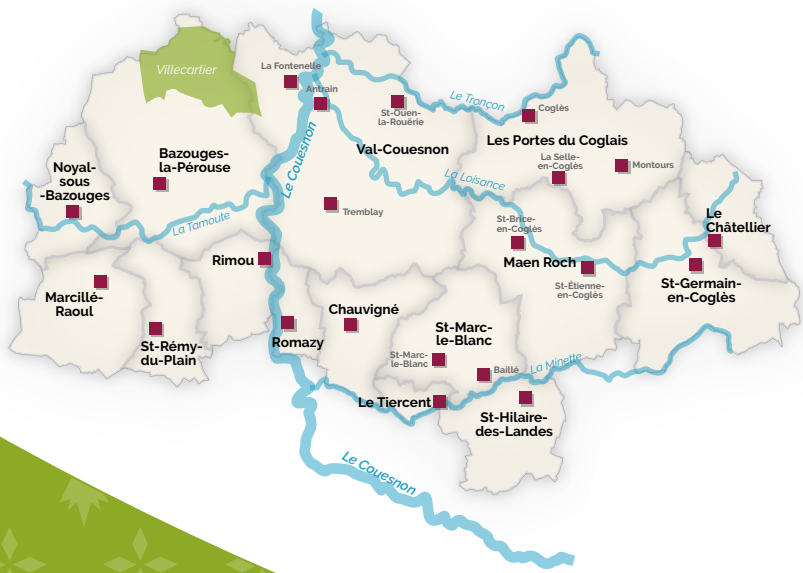 La Fontenelle
Villecartier
Antrain
Le Tronçon
St-Ouen-
la-Rouërie
Coglès
Les Portes du Coglais
Val-Couesnon
Bazouges-
la-Pérouse
Noyal-
sous
-Bazouges
Le Couesnon
La Selle-
en-Coglès
Montours
La Loisance
Tremblay
La Tamoute
St-Brice-
en-Coglès
Le
Châtellier
Rimou
Maen Roch
St-Étienne-
en-Coglès
St-Germain-
en-Coglès
Marcillé-
Raoul
Chauvigné
St-Rémy-
du-Plain
Romazy
St-Marc-
le-Blanc
St-Marc-
le-Blanc
Baillé
La Minette
Le Tiercent
St-Hilaire-
des-Landes
Le Couesnon